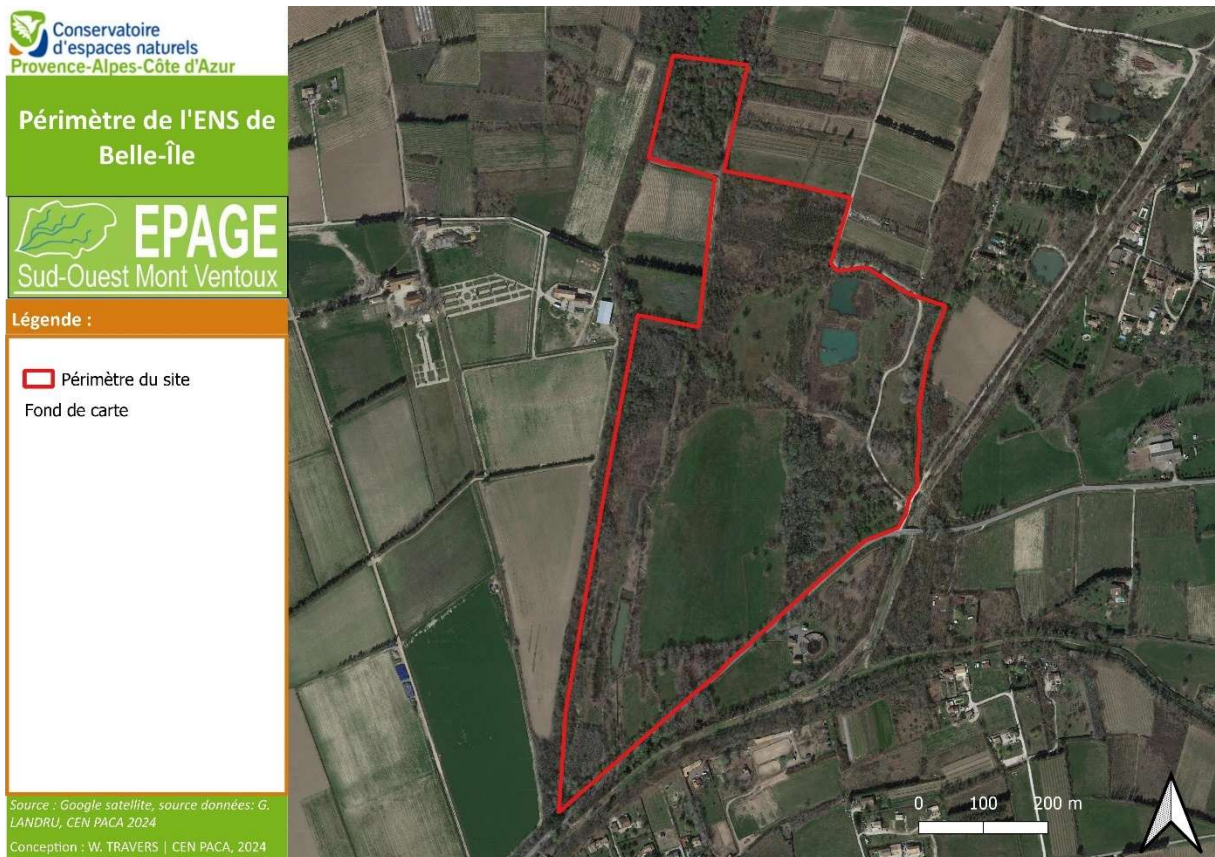 Conservatoire
d'espaces naturels
Provence-Alpes-Côte d'Azur
Périmètre de l'ENS de
Belle-Île
EPAGE
Sud-Ouest Mont Ventoux
Légende :
Périmètre du site
Fond de carte
Source : Google satellite, source données: G.
LANDRU, CEN PACA 2024
Conception : W. TRAVERS | CEN PACA, 2024
0 100 200 m